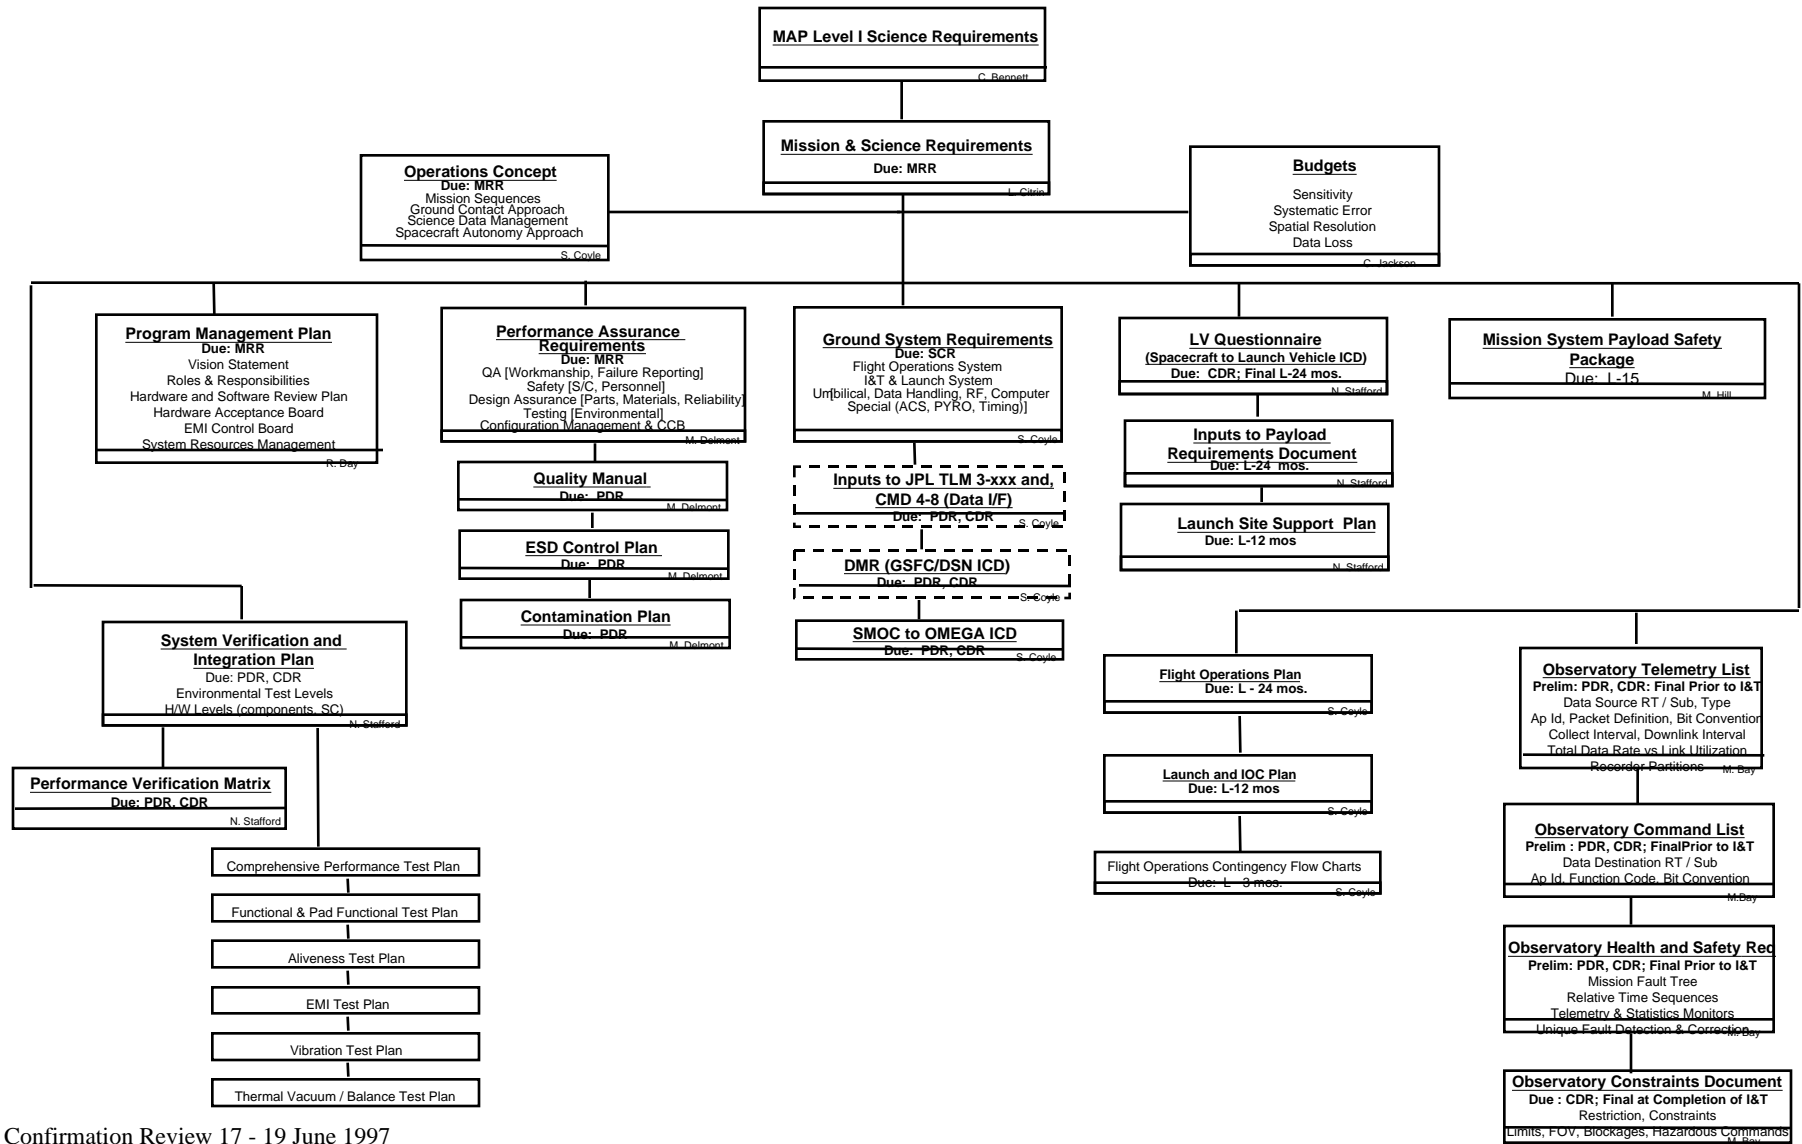 MAP Level I Science Requirements
C. Bennett
Mission & Science Requirements
Due: MRR
L. Citrin
Operations Concept
Due: MRR
Mission Sequences
Ground Contact Approach
Science Data Management
Spacecraft Autonomy Approach
S. Coyle
Budgets
Sensitivity
Systematic Error
Spatial Resolution
Data Loss
C. Jackson
Program Management Plan
Due: MRR
Vision Statement
Roles & Responsibilities
Hardware and Software Review Plan
Hardware Acceptance Board
EMI Control Board
System Resources Management
R. Day
Performance Assurance
Requirements
Due: MRR
QA [Workmanship, Failure Reporting]
Safety [S/C, Personnel]
Design Assurance [Parts, Materials, Reliability]
Testing [Environmental]
Configuration Management & CCB
M. Delmont
Quality Manual
Due: PDR
M. Delmont
ESD Control Plan
Due: PDR
M. Delmont
Contamination Plan
Due: PDR
M. Delmont
Ground System Requirements
Due: SCR
Flight Operations System
I&T & Launch System
Umbilical, Data Handling, RF, Computer
Special (ACS, PYRO, Timing)]
S. Coyle
Inputs to JPL TLM 3-xxx and,
CMD 4-8 (Data I/F)
Due: PDR, CDR
S. Coyle
DMR (GSFC/DSN ICD)
Due: PDR, CDR
S. Coyle
SMOC to OMEGA ICD
Due: PDR, CDR
S. Coyle
LV Questionnaire
(Spacecraft to Launch Vehicle ICD)
Due: CDR; Final L-24 mos.
N. Stafford
Inputs to Payload
Requirements Document
Due: L-24 mos.
N. Stafford
Launch Site Support Plan
Due: L-12 mos
N. Stafford
Mission System Payload Safety
Package
Due: L-15
M. Hill
System Verification and
Integration Plan
Due: PDR, CDR
Environmental Test Levels
H/W Levels (components, SC)
N. Stafford
Performance Verification Matrix
Due: PDR, CDR
N. Stafford
Comprehensive Performance Test Plan
Functional & Pad Functional Test Plan
Aliveness Test Plan
EMI Test Plan
Vibration Test Plan
Thermal Vacuum / Balance Test Plan
Flight Operations Plan
Due: L - 24 mos.
S. Coyle
Launch and IOC Plan
Due: L-12 mos
S. Coyle
Flight Operations Contingency Flow Charts
Due: L - 3 mos.
S. Coyle
Observatory Telemetry List
Prelim: PDR, CDR: Final Prior to I&T
Data Source RT / Sub, Type
Ap Id, Packet Definition, Bit Convention
Collect Interval, Downlink Interval
Total Data Rate vs Link Utilization
Recorder Partitions
M. Bay
Observatory Command List
Prelim : PDR, CDR; FinalPrior to I&T
Data Destination RT / Sub
Ap Id, Function Code, Bit Convention
M.Bay
Observatory Health and Safety Req
Prelim: PDR, CDR; Final Prior to I&T
Mission Fault Tree
Relative Time Sequences
Telemetry & Statistics Monitors
Unique Fault Detection & Correction
M. Bay
Observatory Constraints Document
Due : CDR; Final at Completion of I&T
Restriction, Constraints
Limits, FOV, Blockages, Hazardous Commands
M. Bay
Confirmation Review 17 - 19 June 1997